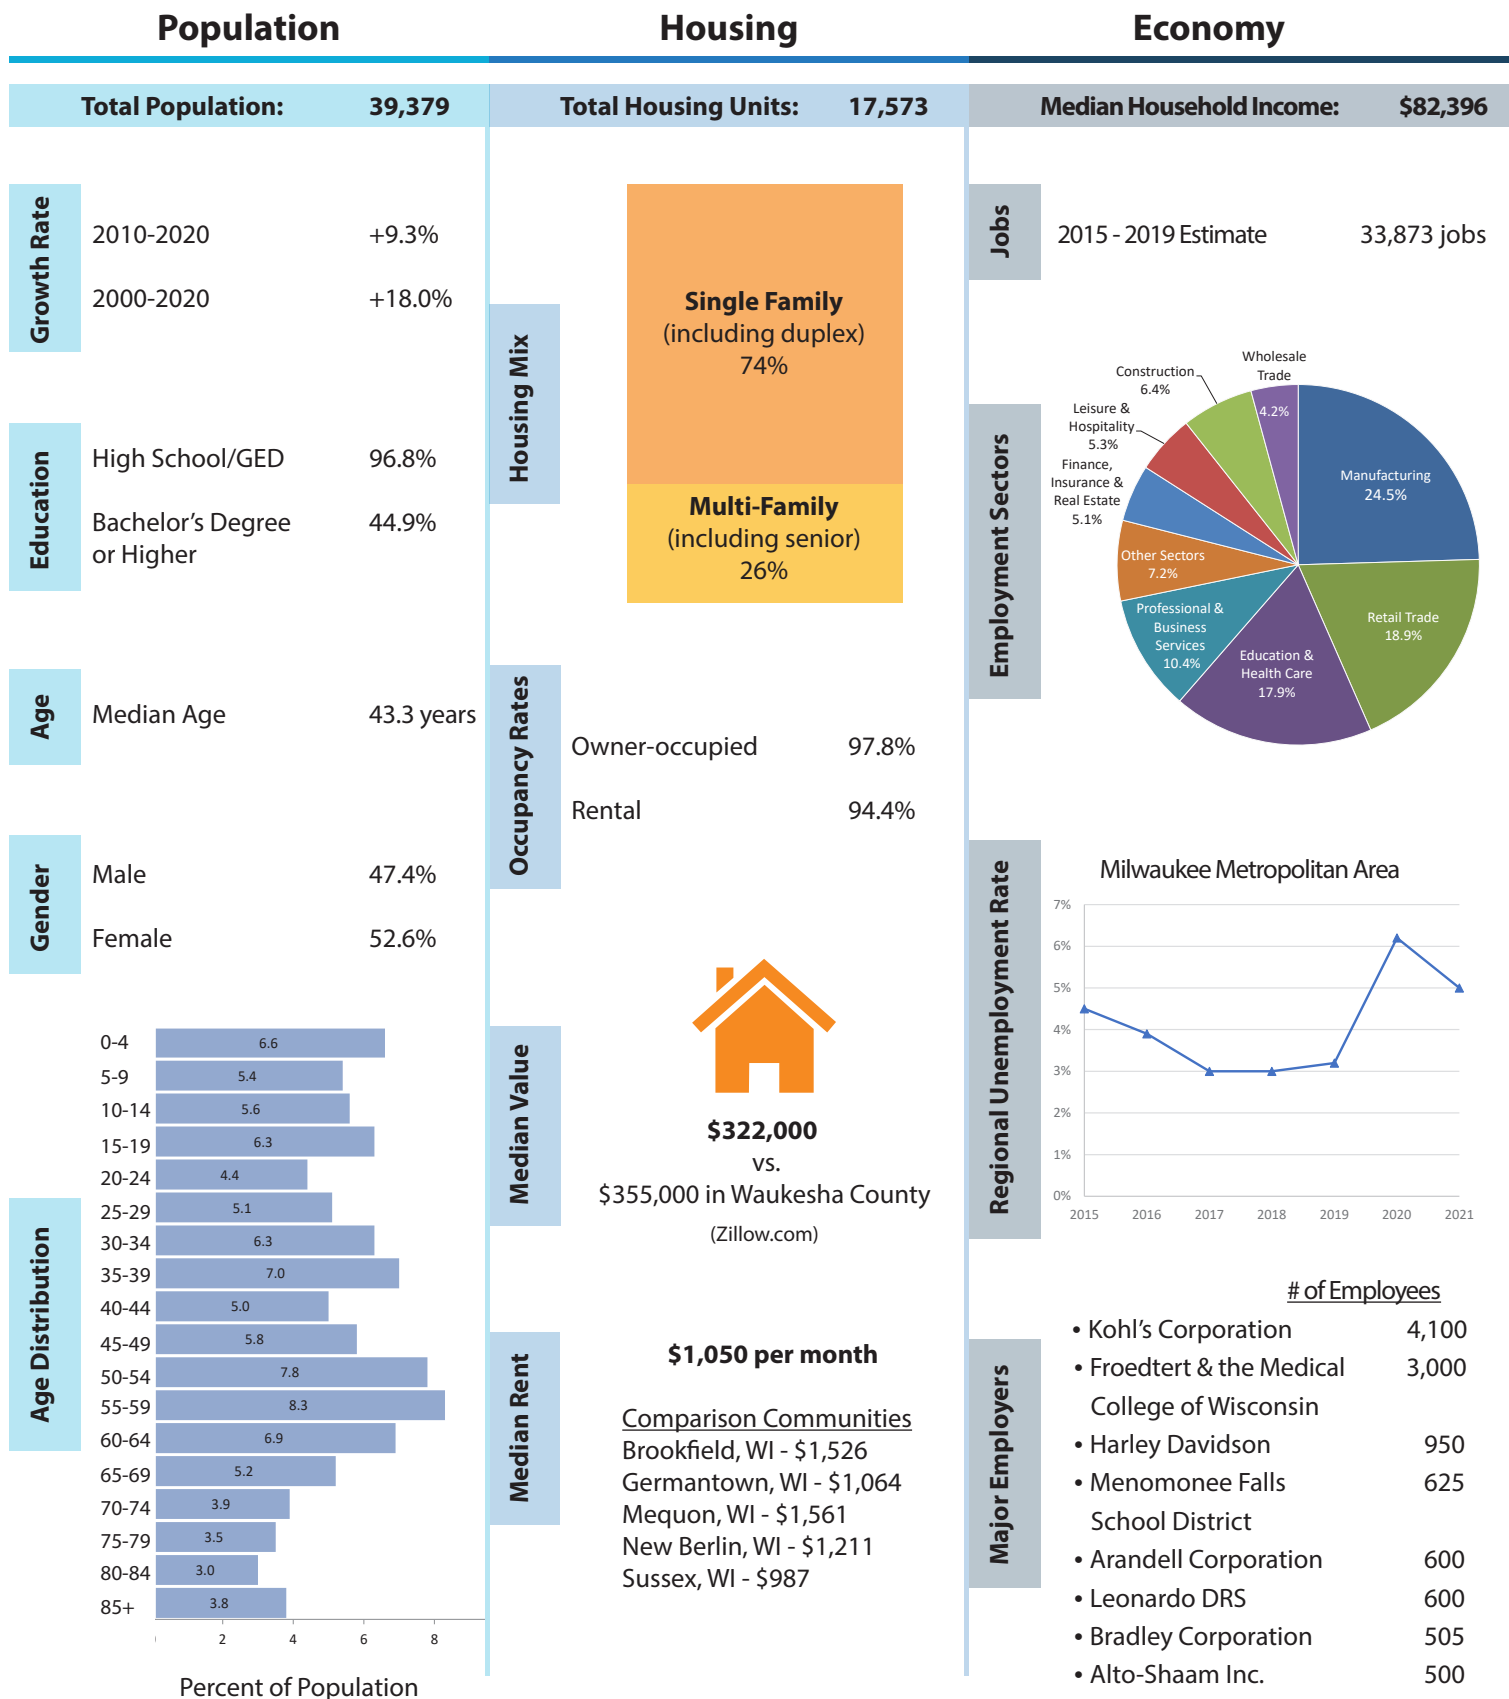 Population
Total Population: 39,379
Growth Rate
2010-2020 +9.3%
2000-2020 +18.0%
Education
High School/GED 96.8%
Bachelor's Degree 44.9%
or Higher
Age
Median Age 43.3 years
Gender
Male 47.4%
Female 52.6%
Age Distribution
0-4 6.6
5-9 5.4
10-14 5.6
15-19 6.3
20-24 4.4
25-29 5.1
30-34 6.3
35-39 7.0
40-44 5.0
45-49 5.8
50-54 7.8
55-59 8.3
60-64 6.9
65-69 5.2
70-74 3.9
75-79 3.5
80-84 3.0
85+ 3.8
2 4 6 8
Percent of Population
Housing
Total Housing Units: 17,573
Housing Mix
Single Family
(including duplex)
74%
Multi-Family
(including senior)
26%
Occupancy Rates
Owner-occupied 97.8%
Rental 94.4%
Median Value
$322,000
vs.
$355,000 in Waukesha County
(Zillow.com)
Median Rent
$1,050 per month
Comparison Communities
Brookfield, WI - $1,526
Germantown, WI - $1,064
Mequon, WI - $1,561
New Berlin, WI - $1,211
Sussex, WI - $987
Economy
Median Household Income: $82,396
Jobs
2015 - 2019 Estimate 33,873 jobs
Employment Sectors
Wholesale
Trade
4.2%
Construction
6.4%
Leisure &
Hospitality
5.3%
Finance,
Insurance &
Real Estate
5.1%
Other Sectors
7.2%
Professional &
Business
Services
10.4%
Education &
Health Care
17.9%
Retail Trade
18.9%
Manufacturing
24.5%
Regional Unemployment Rate
Milwaukee Metropolitan Area
7%
6%
5%
4%
3%
2%
1%
0%
2015 2016 2017 2018 2019 2020 2021
Major Employers
# of Employees
• Kohl's Corporation 4,100
• Froedtert & the Medical 3,000
College of Wisconsin
• Harley Davidson 950
• Menomonee Falls 625
School District
• Arandell Corporation 600
• Leonardo DRS 600
• Bradley Corporation 505
• Alto-Shaam Inc. 500